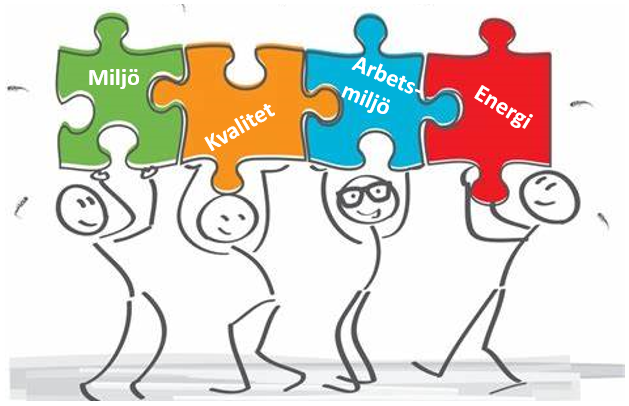 Miljö
Kvalitet
Arbets-
miljö
Energi